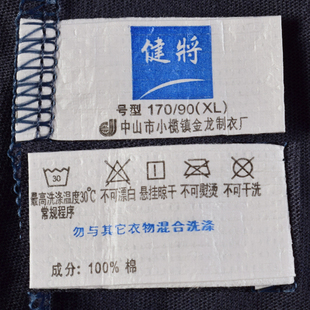 健将
号型 170/90(XL)
中山市小榄镇金龙制衣厂
30
最高洗涤温度30℃ 不可漂白 悬挂晾干 不可熨烫 不可干洗
常规程序
勿与其它衣物混合洗涤
成分: 100% 棉